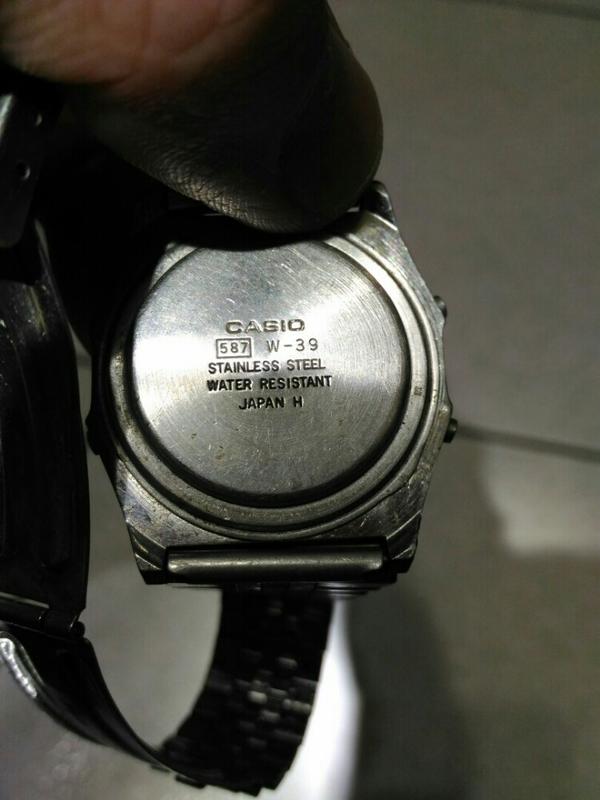 CASIO
587 W-39
STAINLESS STEEL
WATER RESISTANT
JAPAN H